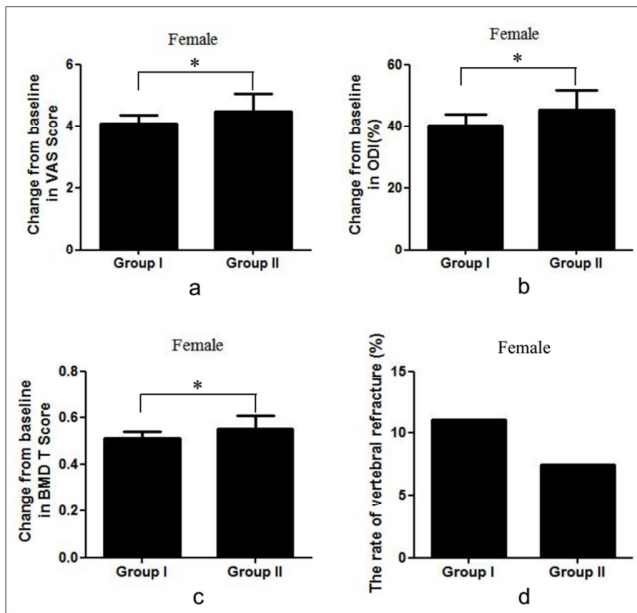 Female
*
Change from baseline
in VAS Score
6
4
2
0
Group I Group II
a
Female
*
Change from baseline
in ODI(%)
60
40
20
0
Group I Group II
b
Female
*
Change from baseline
in BMD T Score
0.8
0.6
0.4
0.2
0.0
Group I Group II
c
Female
The rate of vertebral refracture (%)
15
10
5
0
Group I Group II
d